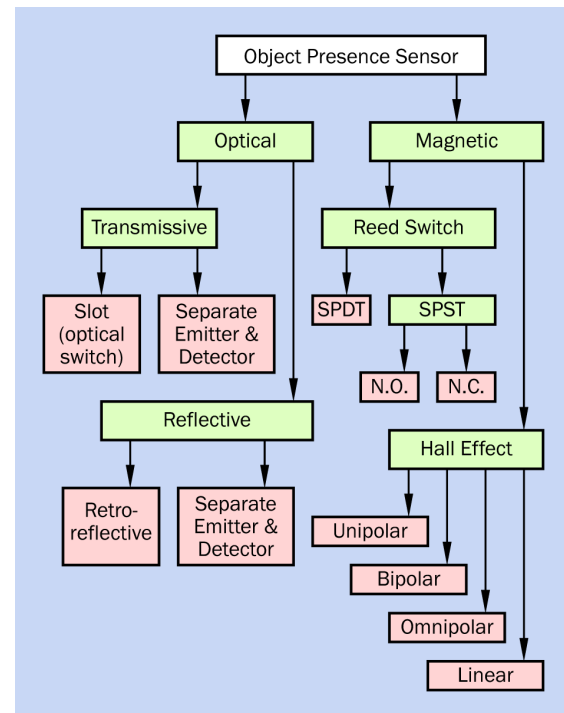 Object Presence Sensor
Optical
Magnetic
Transmissive
Reed Switch
Slot
(optical
switch)
Separate
Emitter &
Detector
SPDT
SPST
N.O.
N.C.
Reflective
Hall Effect
Retro-
reflective
Separate
Emitter &
Detector
Unipolar
Bipolar
Omnipolar
Linear